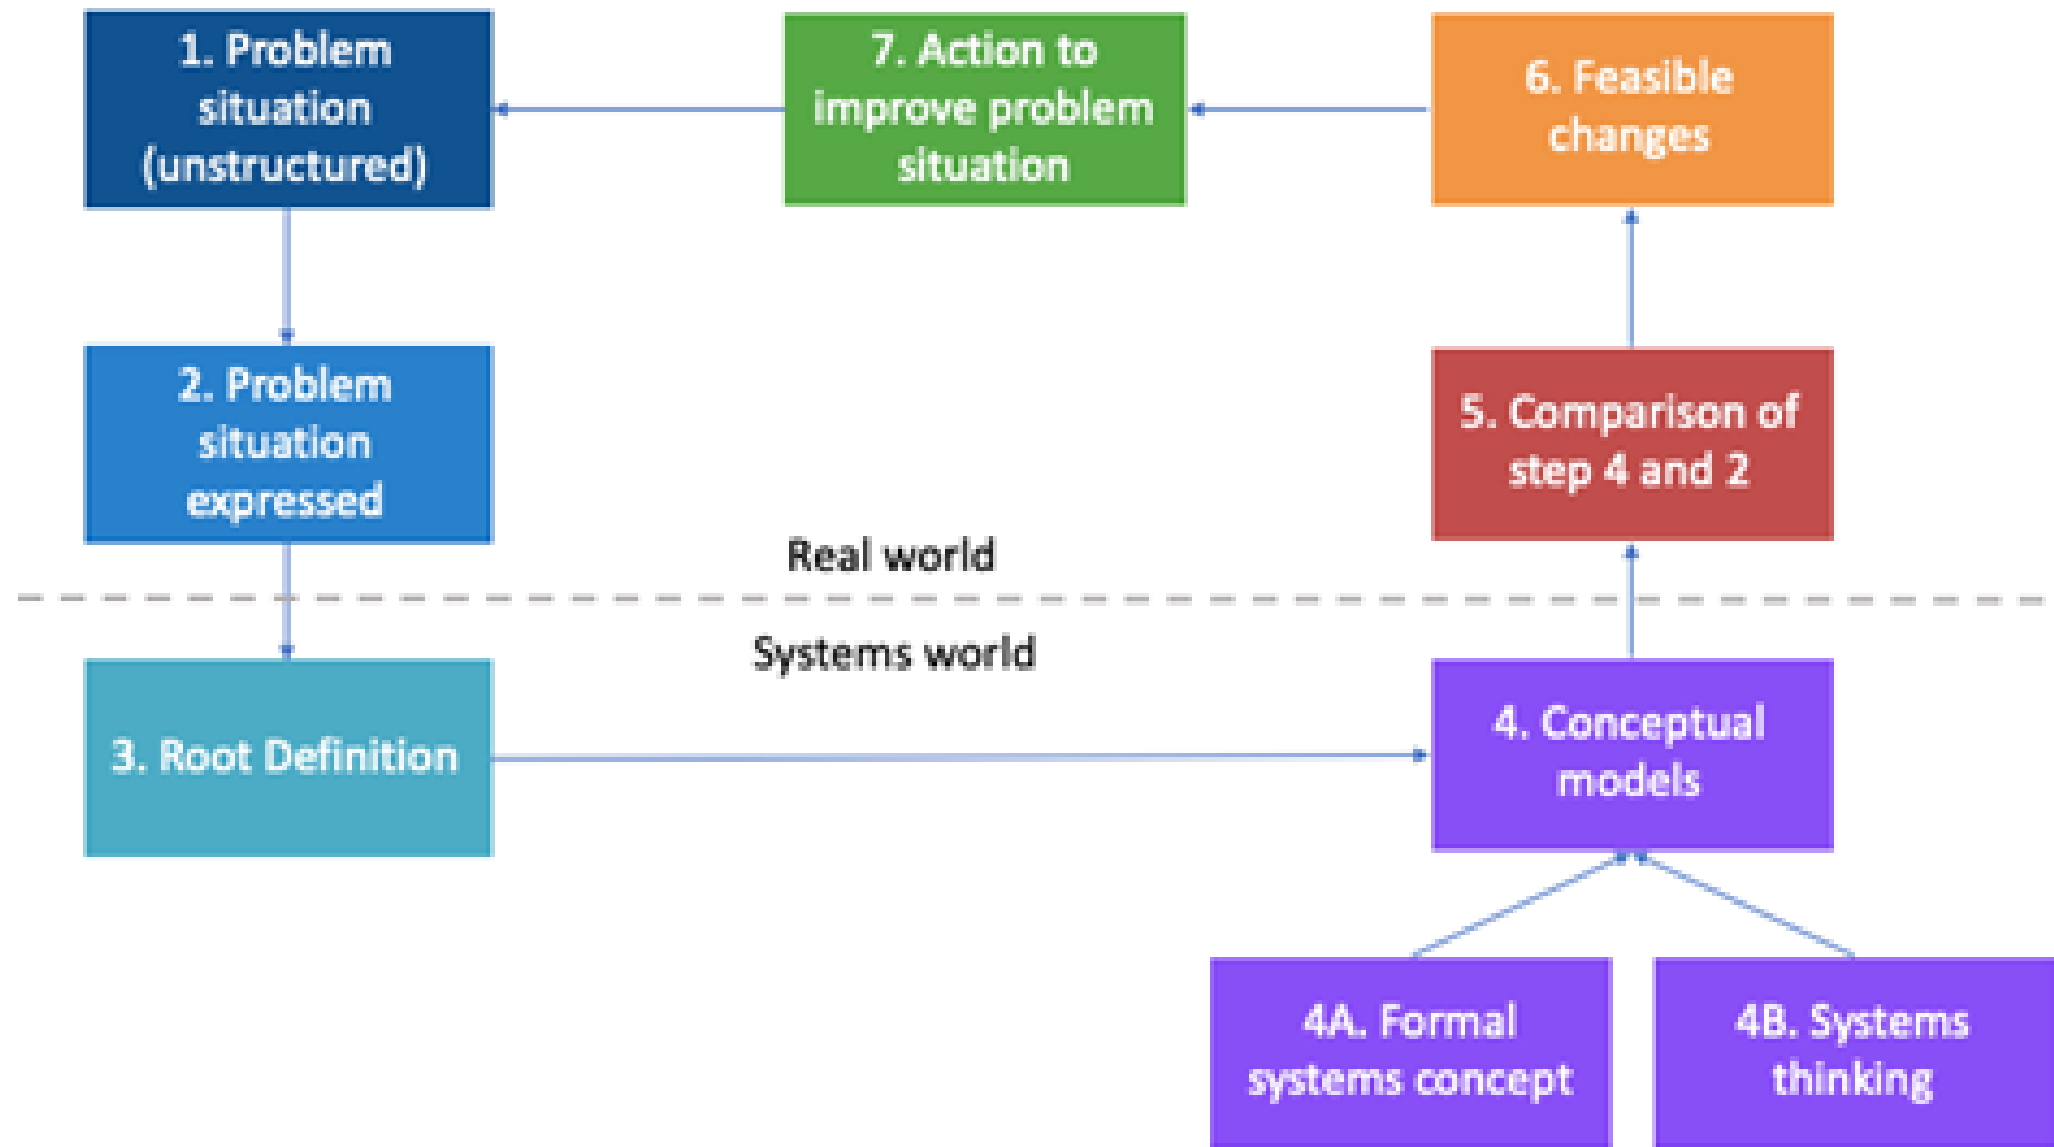 1. Problem
situation
(unstructured)
7. Action to
improve problem
situation
6. Feasible
changes
2. Problem
situation
expressed
5. Comparison of
step 4 and 2
Real world
Systems world
3. Root Definition
4. Conceptual
models
4A. Formal
systems concept
4B. Systems
thinking